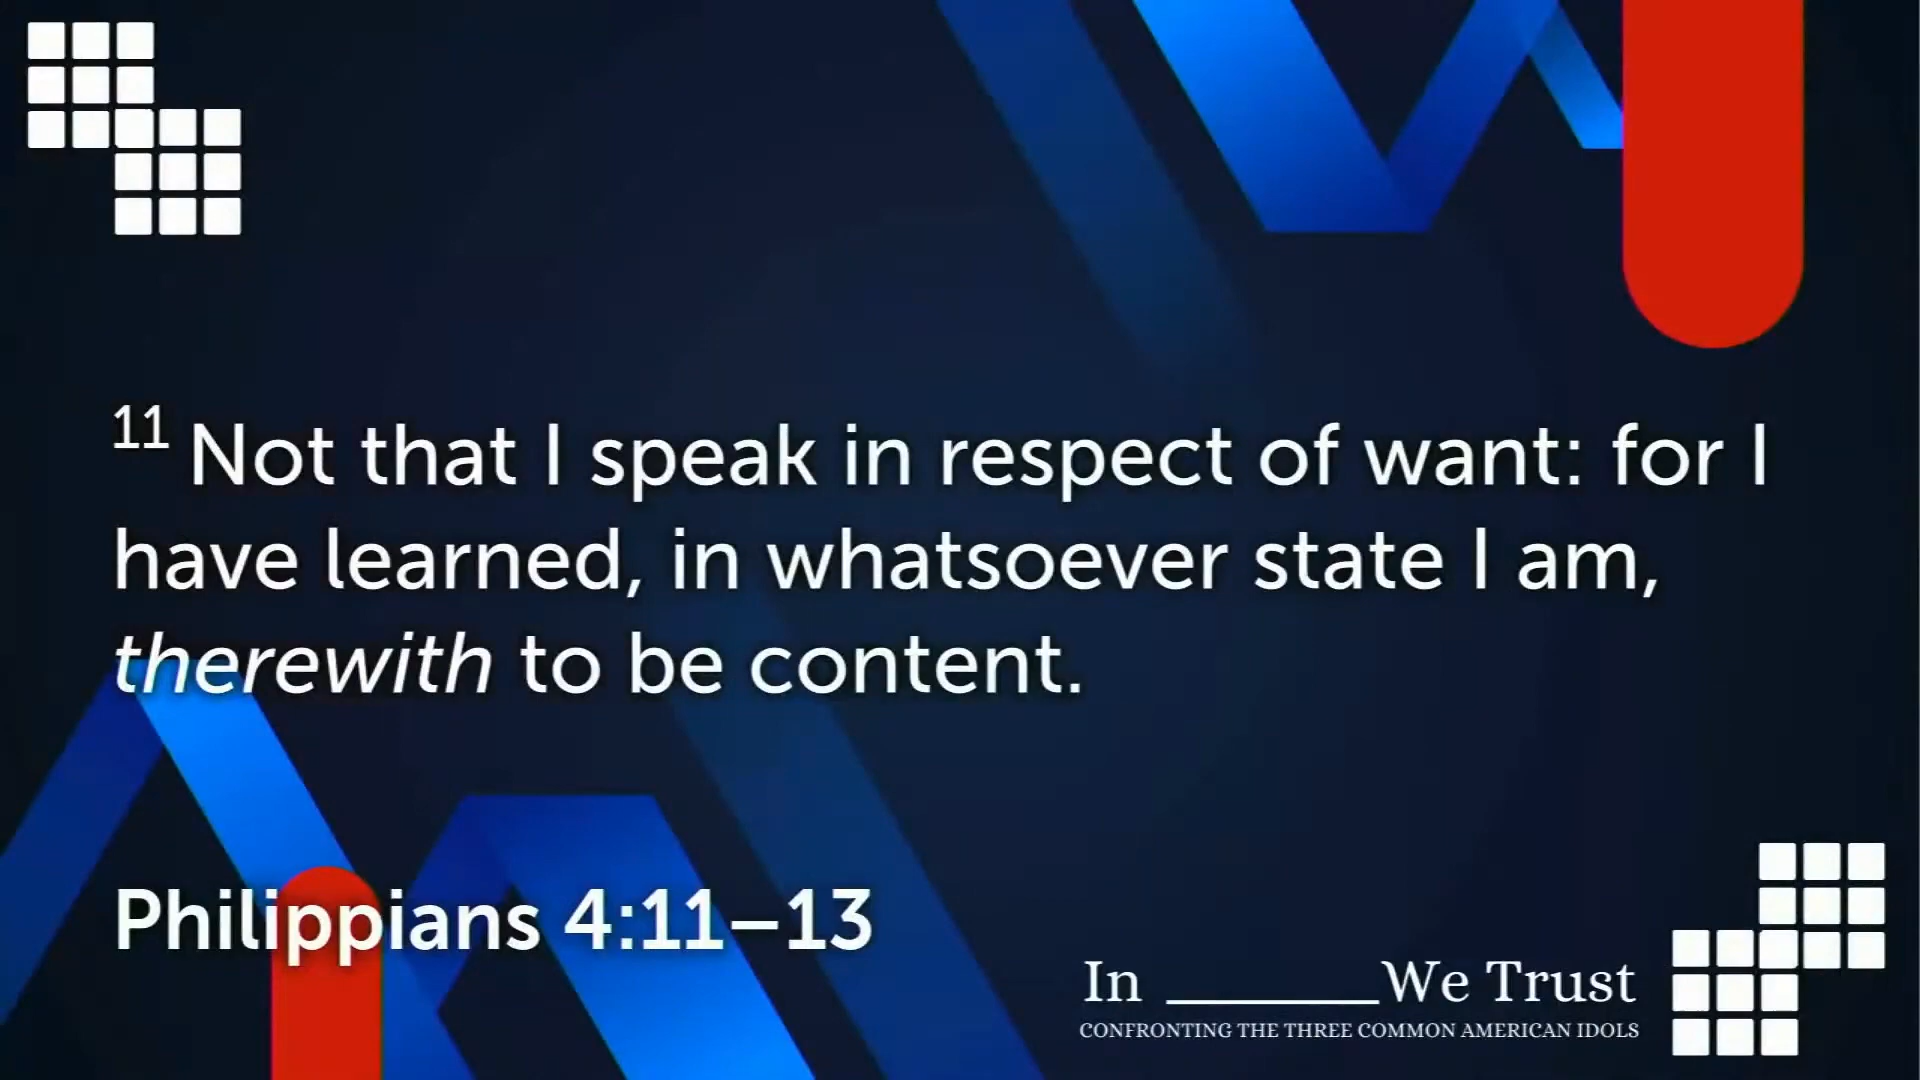 11 Not that I speak in respect of want: for I
have learned, in whatsoever state I am,
therewith to be content.
Philippians 4:11–13
In ______We Trust
CONFRONTING THE THREE COMMON AMERICAN IDOLS